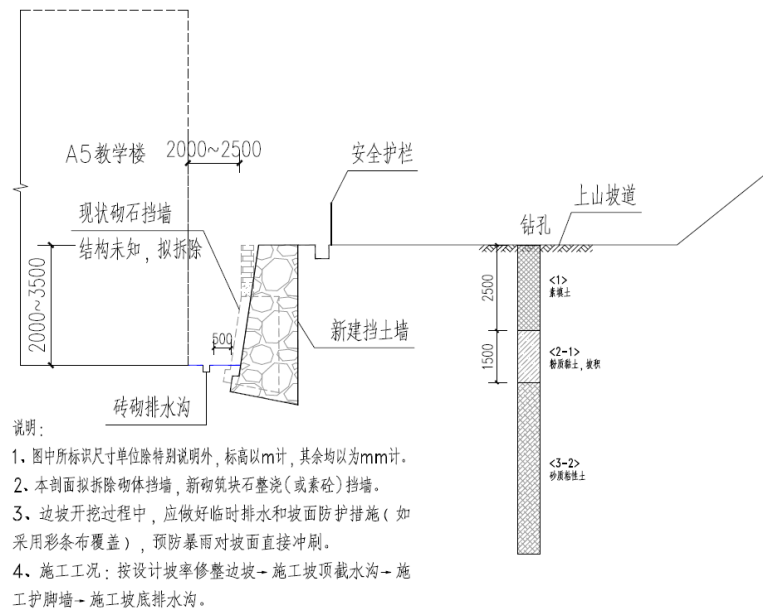 A5教学楼
2000~2500
安全护栏
现状砌石挡墙
结构未知，拟拆除
钻孔
上山坡道
2000~3500
2500
<1>
素填土
新建挡土墙
500
1500
<2-1>
粉质黏土，坡积
砖砌排水沟
<3-2>
砂质粘性土
说明：
1、图中所标识尺寸单位除特别说明外，标高以m计，其余均以为mm计。
2、本剖面拟拆除砌体挡墙，新砌筑块石整浇(或素砼)挡墙。
3、边坡开挖过程中，应做好临时排水和坡面防护措施(如
采用彩条布覆盖)，预防暴雨对坡面直接冲刷。
4、施工工况：按设计坡率修整边坡→施工坡顶截水沟→施
工护脚墙→施工坡底排水沟。